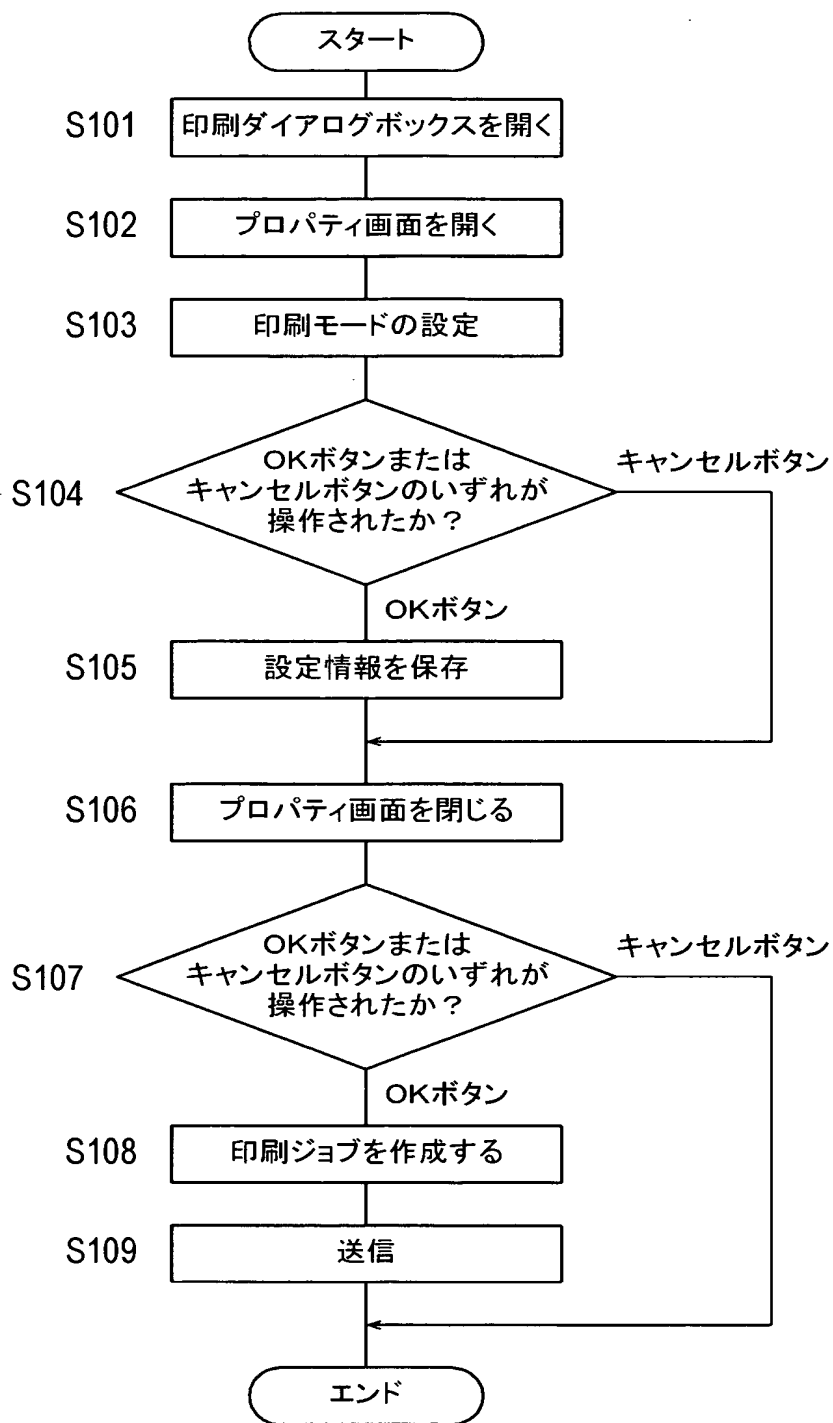 スタート
S101
印刷ダイアログボックスを開く
S102
プロパティ画面を開く
S103
印刷モードの設定
S104
OKボタンまたは
キャンセルボタンのいずれが
操作されたか？
キャンセルボタン
OKボタン
S105
設定情報を保存
S106
プロパティ画面を閉じる
S107
OKボタンまたは
キャンセルボタンのいずれが
操作されたか？
キャンセルボタン
OKボタン
S108
印刷ジョブを作成する
S109
送信
エンド